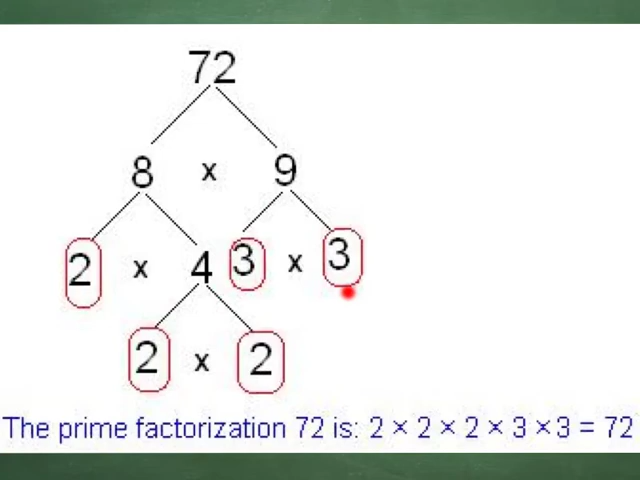 72
8 x 9
2 x 4 3 x 3
2 x 2
The prime factorization 72 is: 2 × 2 × 2 × 3 × 3 = 72